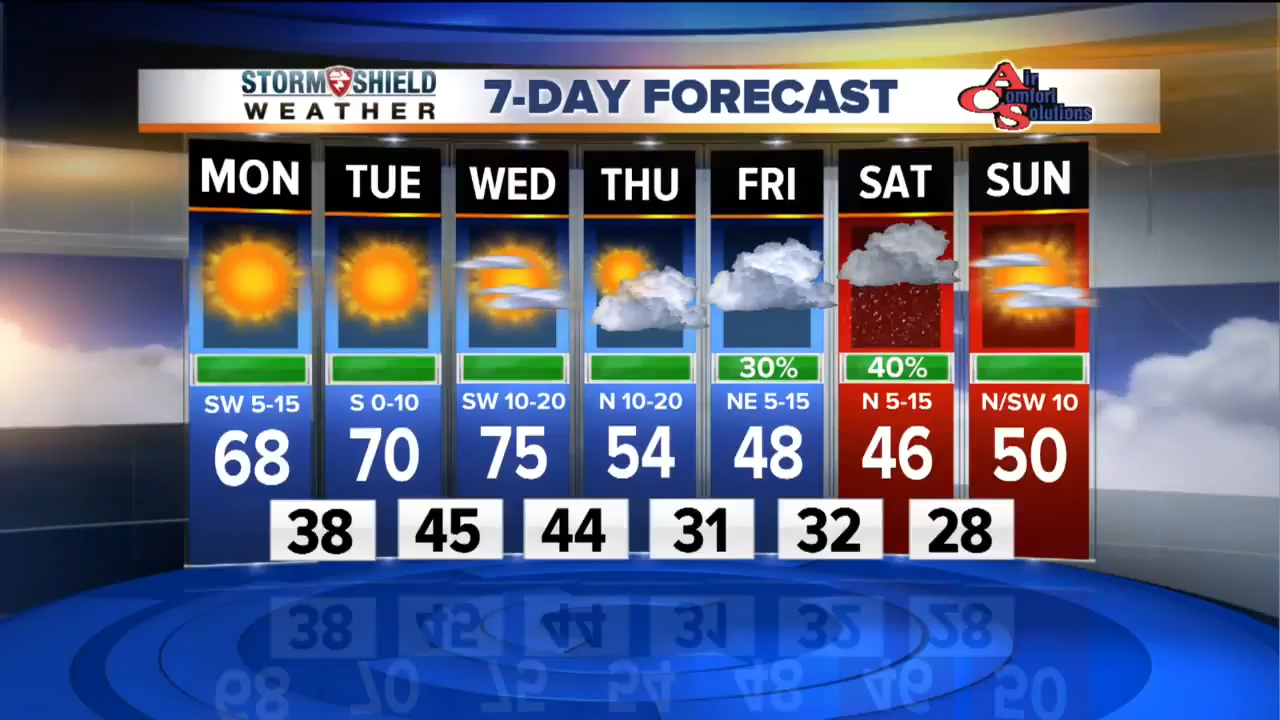 STORM SHIELD
WEATHER
7-DAY FORECAST
Air
Comfort
Solutions
MON TUE WED THU FRI SAT SUN
30% 40%
SW 5-15 S 0-10 SW 10-20 N 10-20 NE 5-15 N 5-15 N/SW 10
68 70 75 54 48 46 50
38 45 44 31 32 28